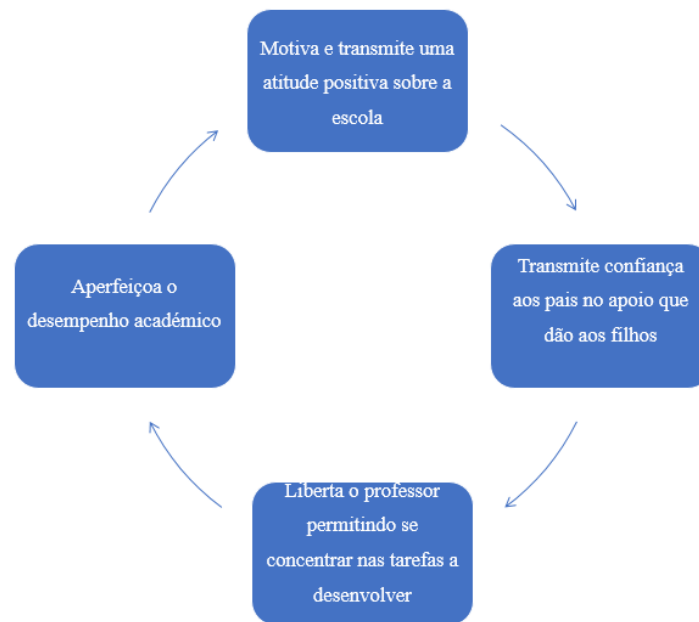 Motiva e transmite uma
atitude positiva sobre a
escola
Transmite confiança
aos pais no apoio que
dão aos filhos
Liberta o professor
permitindo se
concentrar nas tarefas a
desenvolver
Aperfeiçoa o
desempenho académico